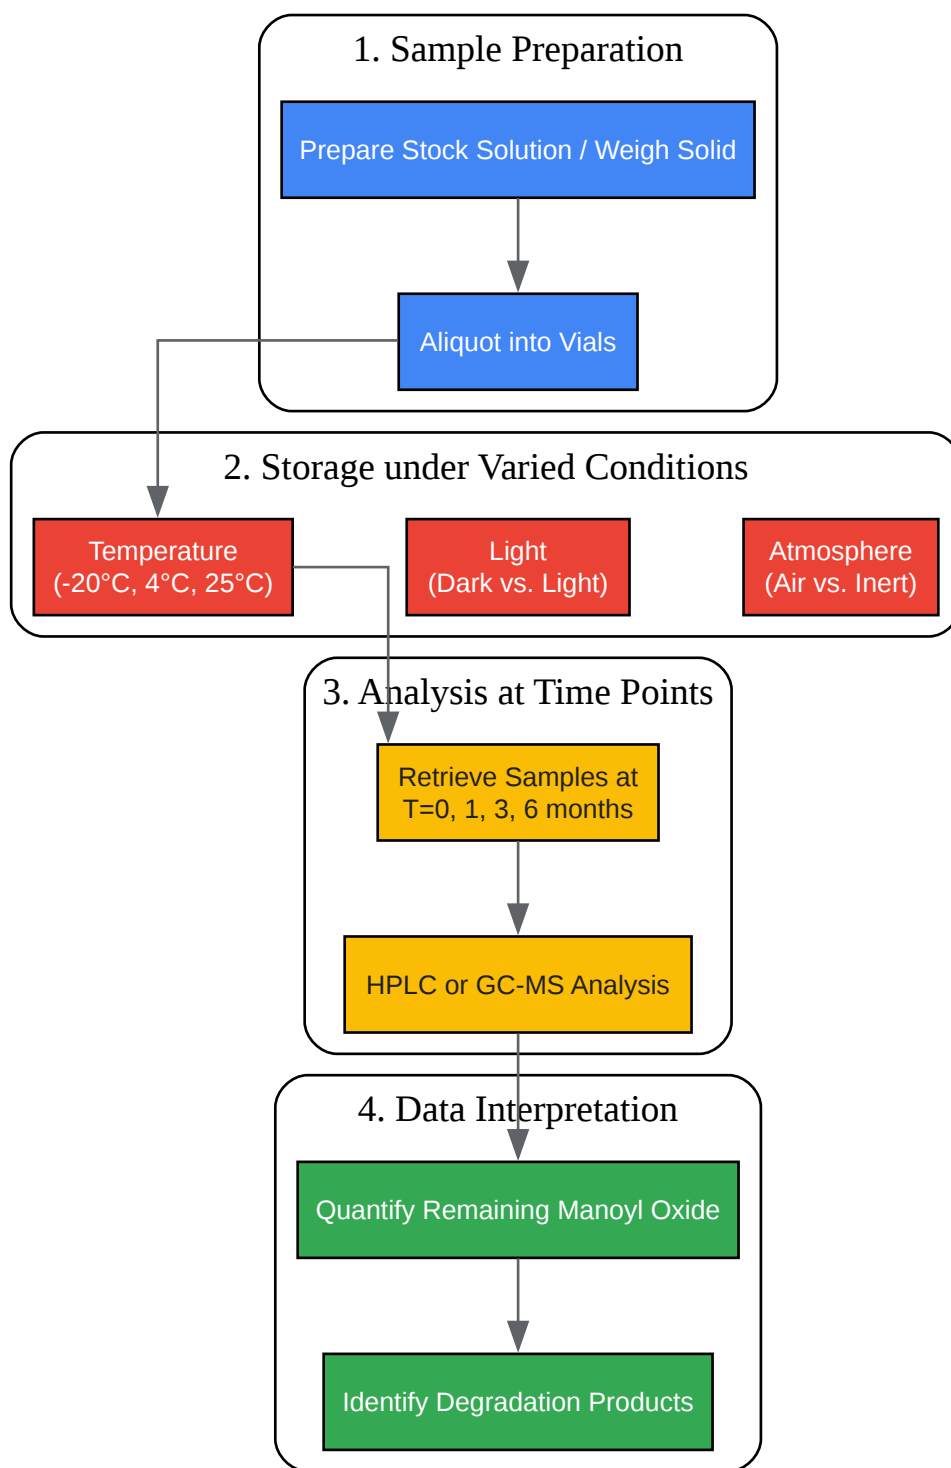 1. Sample Preparation
Prepare Stock Solution / Weigh Solid
Aliquot into Vials
2. Storage under Varied Conditions
Temperature
(-20°C, 4°C, 25°C)
Light
(Dark vs. Light)
Atmosphere
(Air vs. Inert)
3. Analysis at Time Points
Retrieve Samples at
T=0, 1, 3, 6 months
HPLC or GC-MS Analysis
4. Data Interpretation
Quantify Remaining Manoyl Oxide
Identify Degradation Products